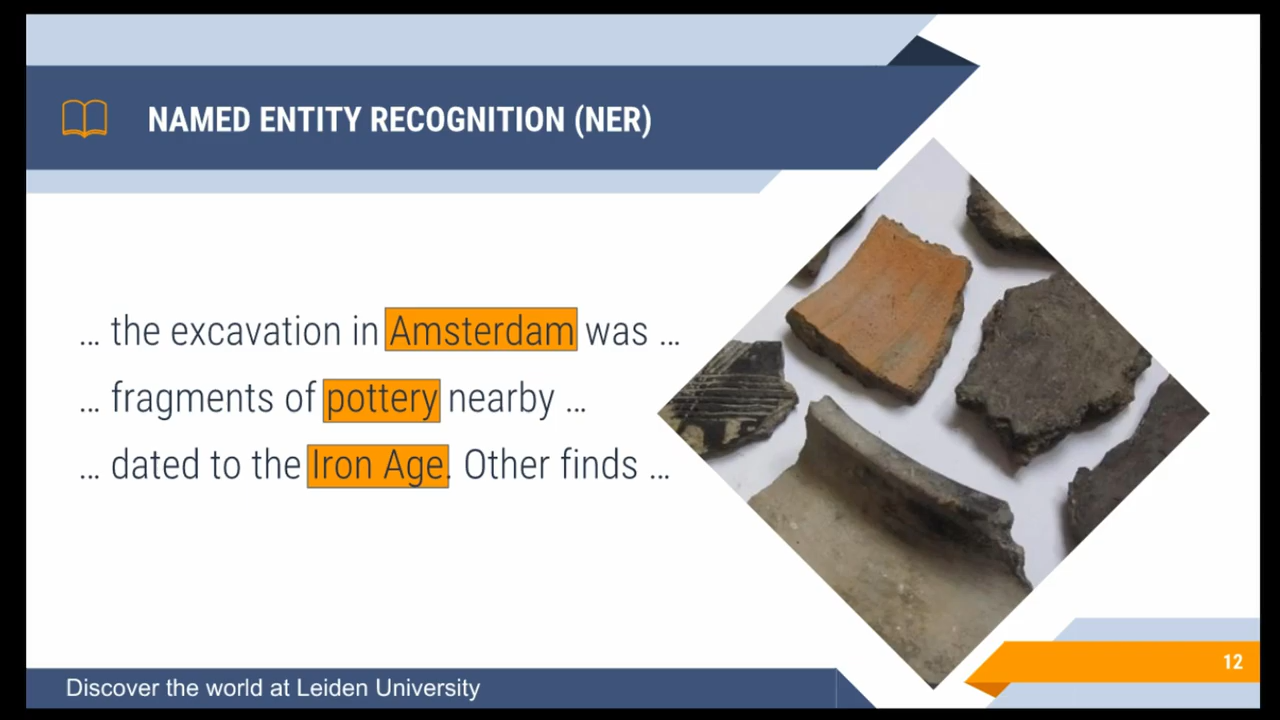 NAMED ENTITY RECOGNITION (NER)
... the excavation in Amsterdam was ...
... fragments of pottery nearby ...
... dated to the Iron Age. Other finds ...
12
Discover the world at Leiden University